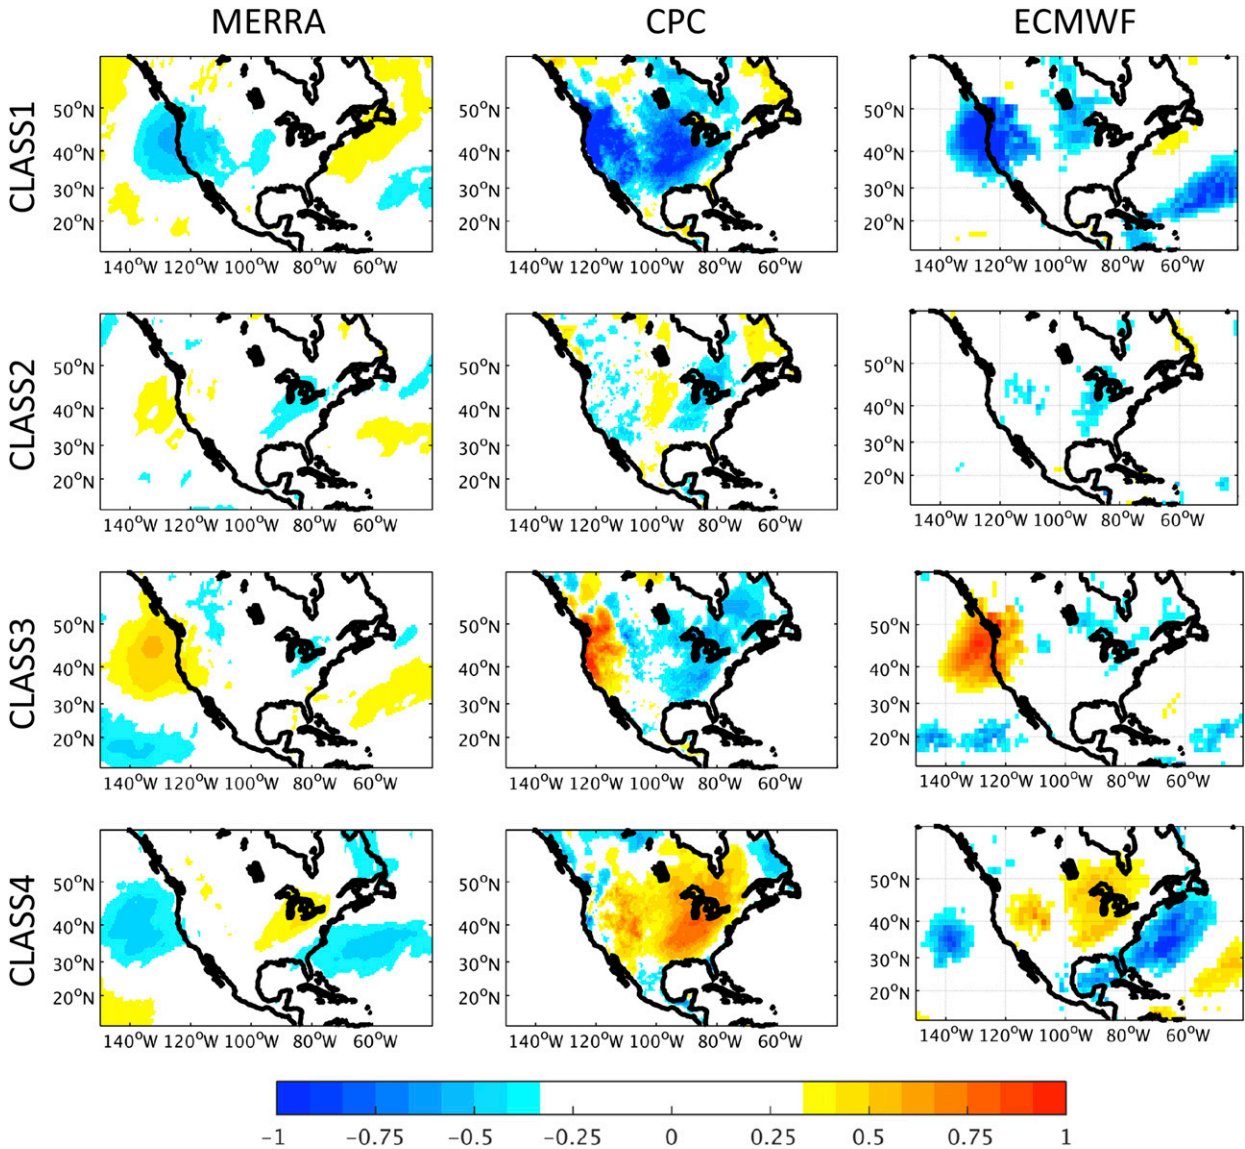 MERRA CPC ECMWF
CLASS1
50°N 50°N 50°N
40°N 40°N 40°N
30°N 30°N 30°N
20°N 20°N 20°N
140°W 120°W 100°W 80°W 60°W 140°W 120°W 100°W 80°W 60°W 140°W 120°W 100°W 80°W 60°W
CLASS2
50°N 50°N 50°N
40°N 40°N 40°N
30°N 30°N 30°N
20°N 20°N 20°N
140°W 120°W 100°W 80°W 60°W 140°W 120°W 100°W 80°W 60°W 140°W 120°W 100°W 80°W 60°W
CLASS3
50°N 50°N 50°N
40°N 40°N 40°N
30°N 30°N 30°N
20°N 20°N 20°N
140°W 120°W 100°W 80°W 60°W 140°W 120°W 100°W 80°W 60°W 140°W 120°W 100°W 80°W 60°W
CLASS4
50°N 50°N 50°N
40°N 40°N 40°N
30°N 30°N 30°N
20°N 20°N 20°N
140°W 120°W 100°W 80°W 60°W 140°W 120°W 100°W 80°W 60°W 140°W 120°W 100°W 80°W 60°W
−1 −0.75 −0.5 −0.25 0 0.25 0.5 0.75 1